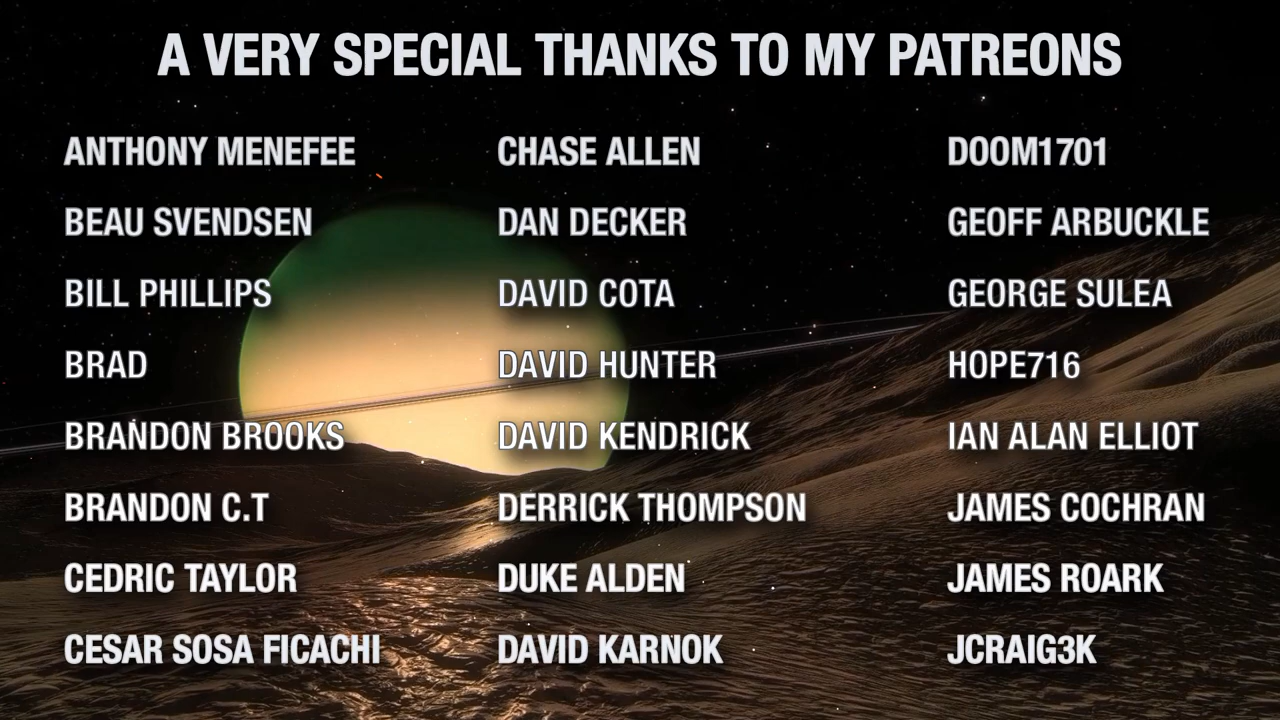 A VERY SPECIAL THANKS TO MY PATREONS
ANTHONY MENEFEE
BEAU SVENDSEN
BILL PHILLIPS
BRAD
BRANDON BROOKS
BRANDON C.T
CEDRIC TAYLOR
CESAR SOSA FICACHI
CHASE ALLEN
DAN DECKER
DAVID COTA
DAVID HUNTER
DAVID KENDRICK
DERRICK THOMPSON
DUKE ALDEN
DAVID KARNOK
DOOM1701
GEOFF ARBUCKLE
GEORGE SULEA
HOPE716
IAN ALAN ELLIOT
JAMES COCHRAN
JAMES ROARK
JCRAIG3K